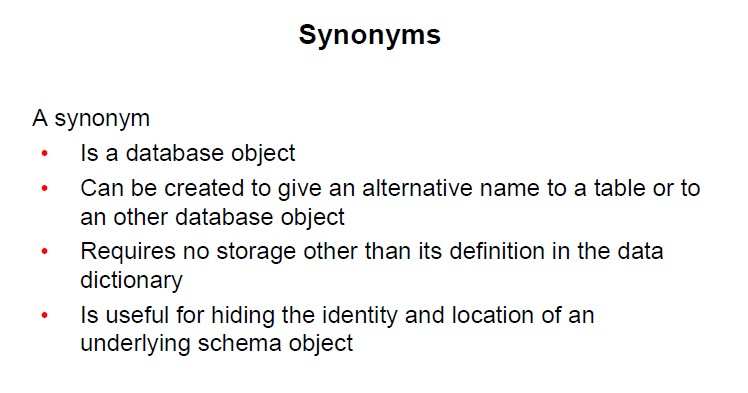 Synonyms
A synonym
• Is a database object
• Can be created to give an alternative name to a table or to
an other database object
• Requires no storage other than its definition in the data
dictionary
• Is useful for hiding the identity and location of an
underlying schema object